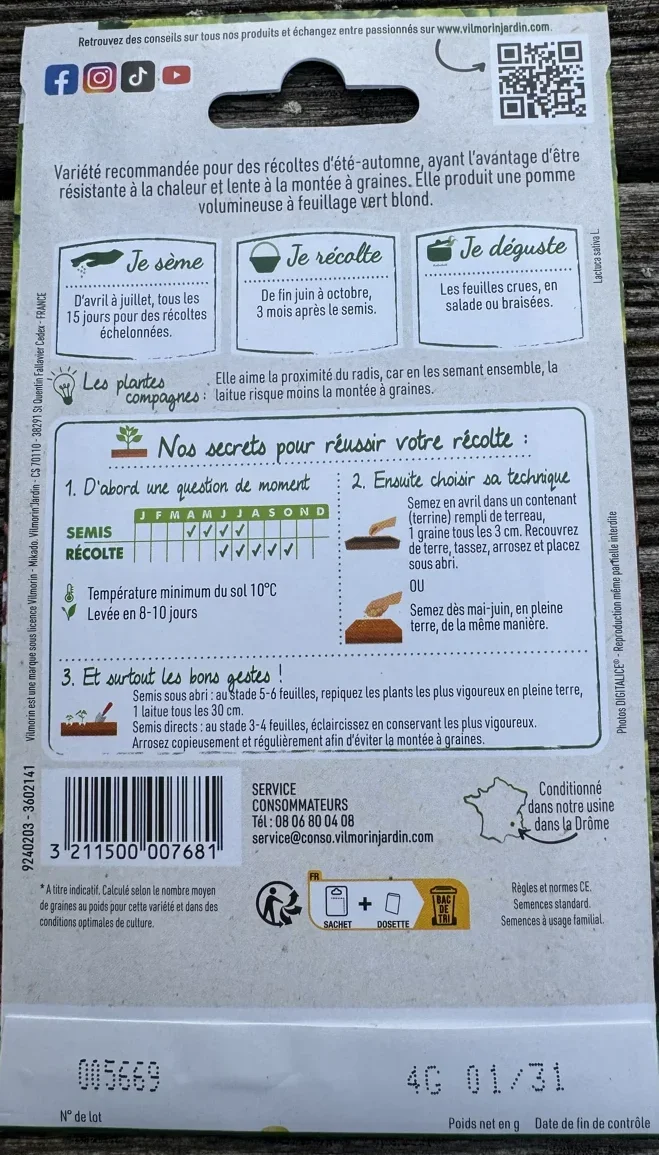 Retrouvez des conseils sur tous nos produits et échangez entre passionnés sur www.vilmorinjardin.com.
Variété recommandée pour des récoltes d'été-automne, ayant l'avantage d'être
résistante à la chaleur et lente à la montée à graines. Elle produit une pomme
volumineuse à feuillage vert blond.
Je sème
D'avril à juillet, tous les
15 jours pour des récoltes
échelonnées.
Je récolte
De fin juin à octobre,
3 mois après le semis.
Je déguste
Les feuilles crues, en
salade ou braisées.
Lactuca sativa L.
Les plantes
compagnes :
Elle aime la proximité du radis, car en les semant ensemble, la
laitue risque moins la montée à graines.
Nos secrets pour réussir votre récolte :
1. D'abord une question de moment
J F M A M J J A S O N D
SEMIS ✓ ✓ ✓ ✓
RÉCOLTE ✓ ✓ ✓ ✓ ✓
Température minimum du sol 10°C
Levée en 8-10 jours
2. Ensuite choisir sa technique
Semez en avril dans un contenant
(terrine) rempli de terreau,
1 graine tous les 3 cm. Recouvrez
de terre, tassez, arrosez et placez
sous abri.
OU
Semez dès mai-juin, en pleine
terre, de la même manière.
3. Et surtout les bons gestes !
Semis sous abri : au stade 5-6 feuilles, repiquez les plants les plus vigoureux en pleine terre,
1 laitue tous les 30 cm.
Semis directs : au stade 3-4 feuilles, éclaircissez en conservant les plus vigoureux.
Arrosez copieusement et régulièrement afin d'éviter la montée à graines.
Vilmorin est une marque sous licence Vilmorin - Mikado. Vilmorin Jardin - CS 70110 - 38291 St Quentin Fallavier Cedex - FRANCE
Photos DIGITALICE® - Reproduction même partielle interdite
9240203 - 3602141
3 211500 007681
SERVICE
CONSOMMATEURS
Tél : 08 06 80 04 08
service@conso.vilmorinjardin.com
Conditionné
dans notre usine
dans la Drôme
* A titre indicatif. Calculé selon le nombre moyen
de graines au poids pour cette variété et dans des
conditions optimales de culture.
FR
SACHET + DOSETTE
BAC
DE
TRI
Règles et normes CE.
Semences standard.
Semences à usage familial.
005669
4G 01/31
N° de lot
Poids net en g Date de fin de contrôle